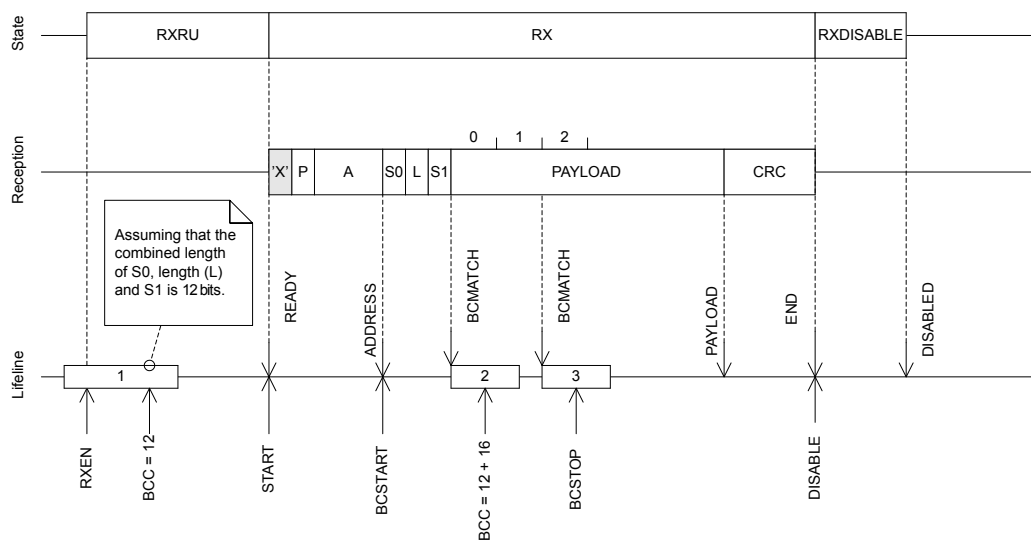 State
RXRU
RX
RXDISABLE
Reception
0
1
2
'X'
P
A
S0
L
S1
PAYLOAD
CRC
Assuming that the
combined length
of S0, length (L)
and S1 is 12 bits.
READY
ADDRESS
BCMATCH
BCMATCH
PAYLOAD
END
DISABLED
Lifeline
1
2
3
RXEN
BCC = 12
START
BCSTART
BCC = 12 + 16
BCSTOP
DISABLE